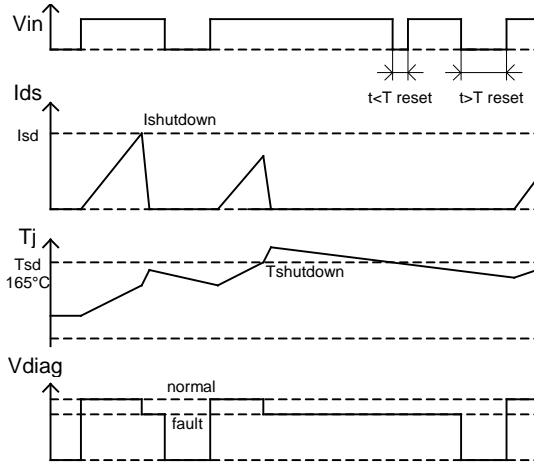 Vin
t<T reset
t>T reset
Ids
Ishutdown
Isd
Tj
Tsd
165°C
Tshutdown
Vdiag
normal
fault